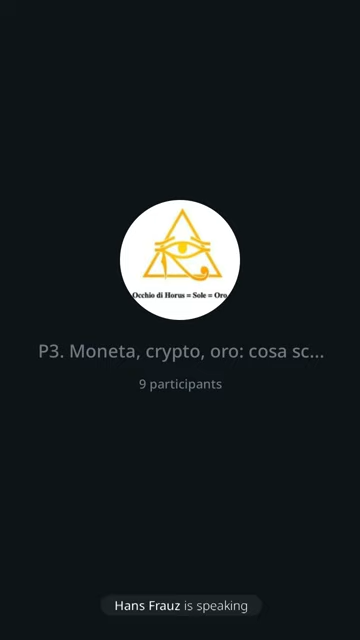 Occhio di Horus = Sole = Oro
P3. Moneta, crypto, oro: cosa sc...
9 participants
Hans Frauz is speaking